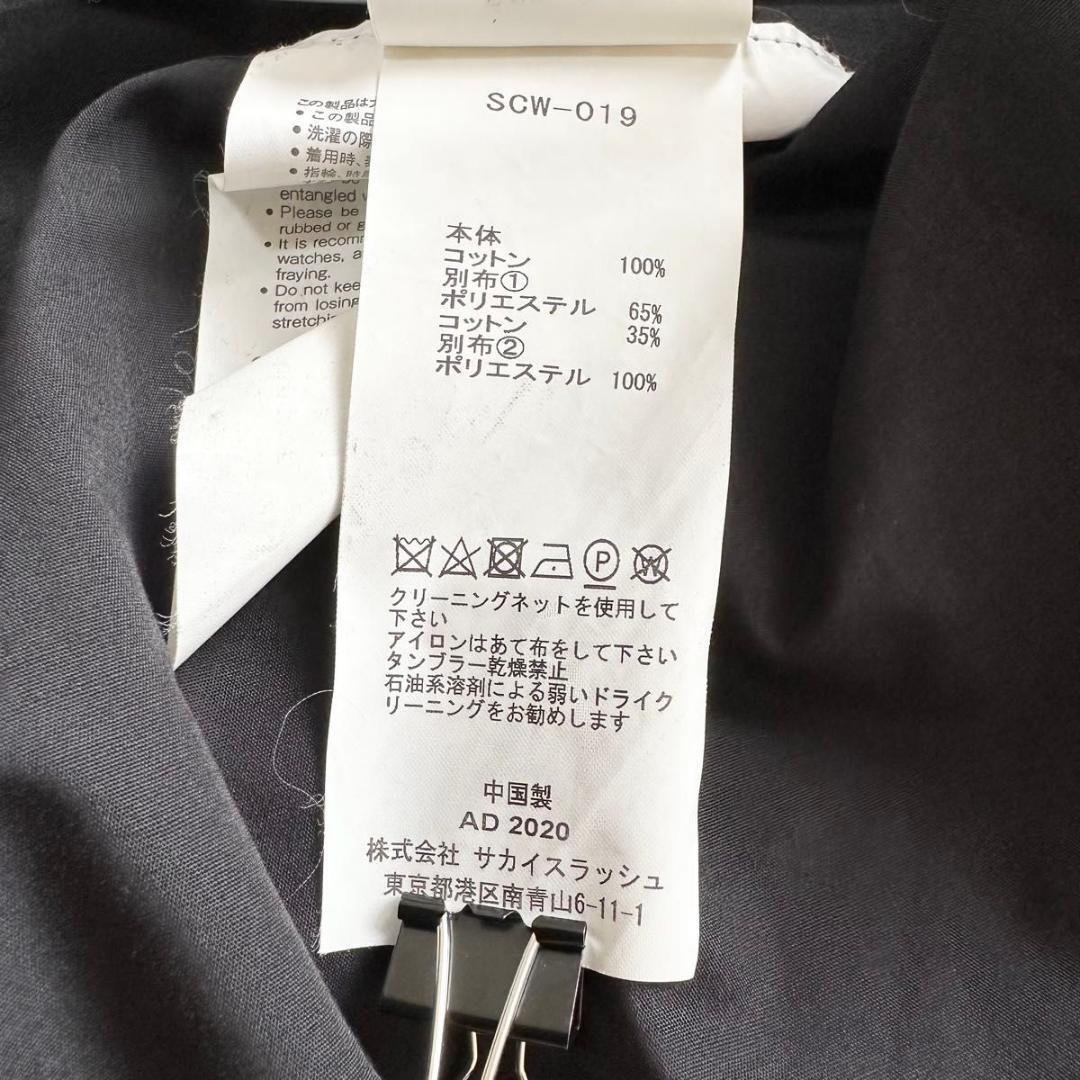 SCW-019
本体
コットン 100%
別布①
ポリエステル 65%
コットン 35%
別布②
ポリエステル 100%
P
W
クリーニングネットを使用して
下さい
アイロンはあて布をして下さい
タンブラー乾燥禁止
石油系溶剤による弱いドライク
リーニングをお勧めします
中国製
AD 2020
株式会社 サカイスラッシュ
東京都港区南青山6-11-1
この製品は
• この製品
• 洗濯の際
• 着用時、
• 指輪、時
entangled
• Please be
rubbed or
• It is recom
watches, a
fraying.
• Do not kee
from losing
stretchi